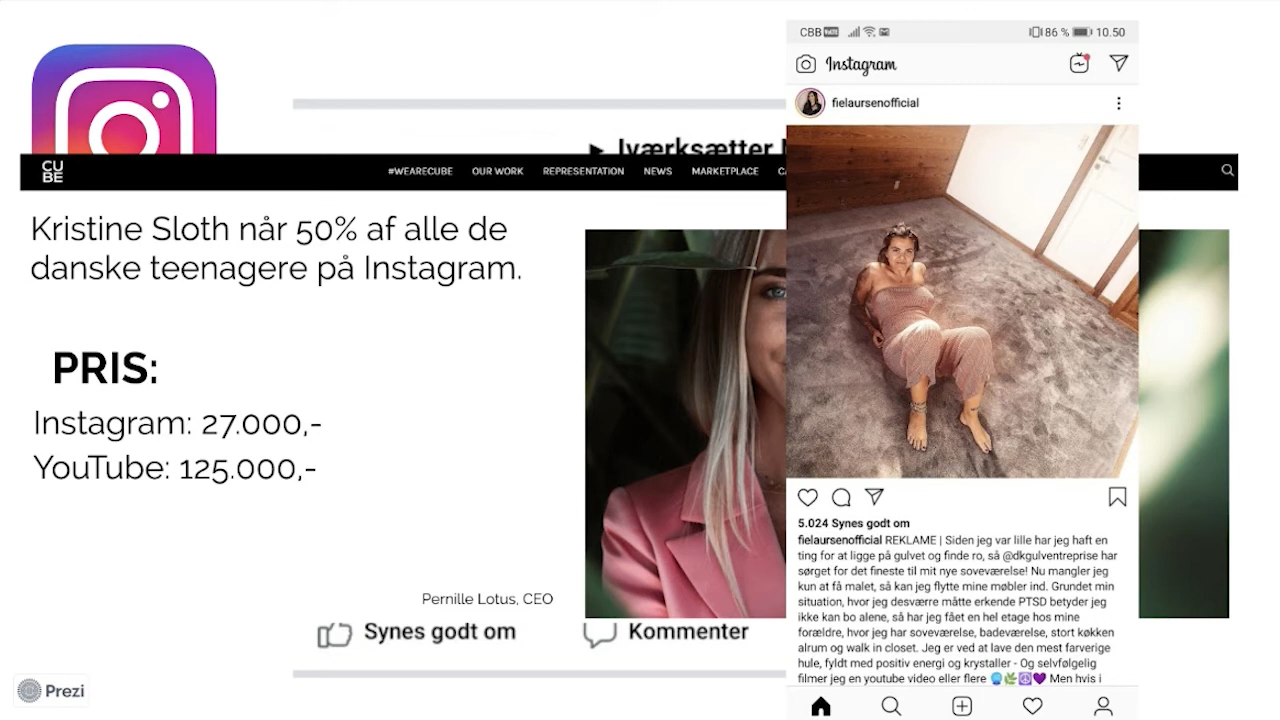 Iværksætter
CU
BE
#WEARECUBE OUR WORK REPRESENTATION NEWS MARKETPLACE
Kristine Sloth når 50% af alle de
danske teenagere på Instagram.
PRIS:
Instagram: 27.000,-
YouTube: 125.000,-
Pernille Lotus, CEO
Synes godt om
Kommenter
Prezi
CBB VoLTE 86 % 10.50
Instagram
fielaursenofficial
5.024 Synes godt om
fielaursenofficial REKLAME | Siden jeg var lille har jeg haft en
ting for at ligge på gulvet og finde ro, så @dkgulventreprise har
sørget for det fineste til mit nye soveværelse! Nu mangler jeg
kun at få malet, så kan jeg flytte mine møbler ind. Grundet min
situation, hvor jeg desværre måtte erkende PTSD betyder jeg
ikke kan bo alene, så har jeg fået en hel etage hos mine
forældre, hvor jeg har soveværelse, badeværelse, stort køkken
alrum og walk in closet. Jeg er ved at lave den mest farverige
hule, fyldt med positiv energi og krystaller - Og selvfølgelig
filmer jeg en youtube video eller flere 🔮🌿☮️💜 Men hvis i